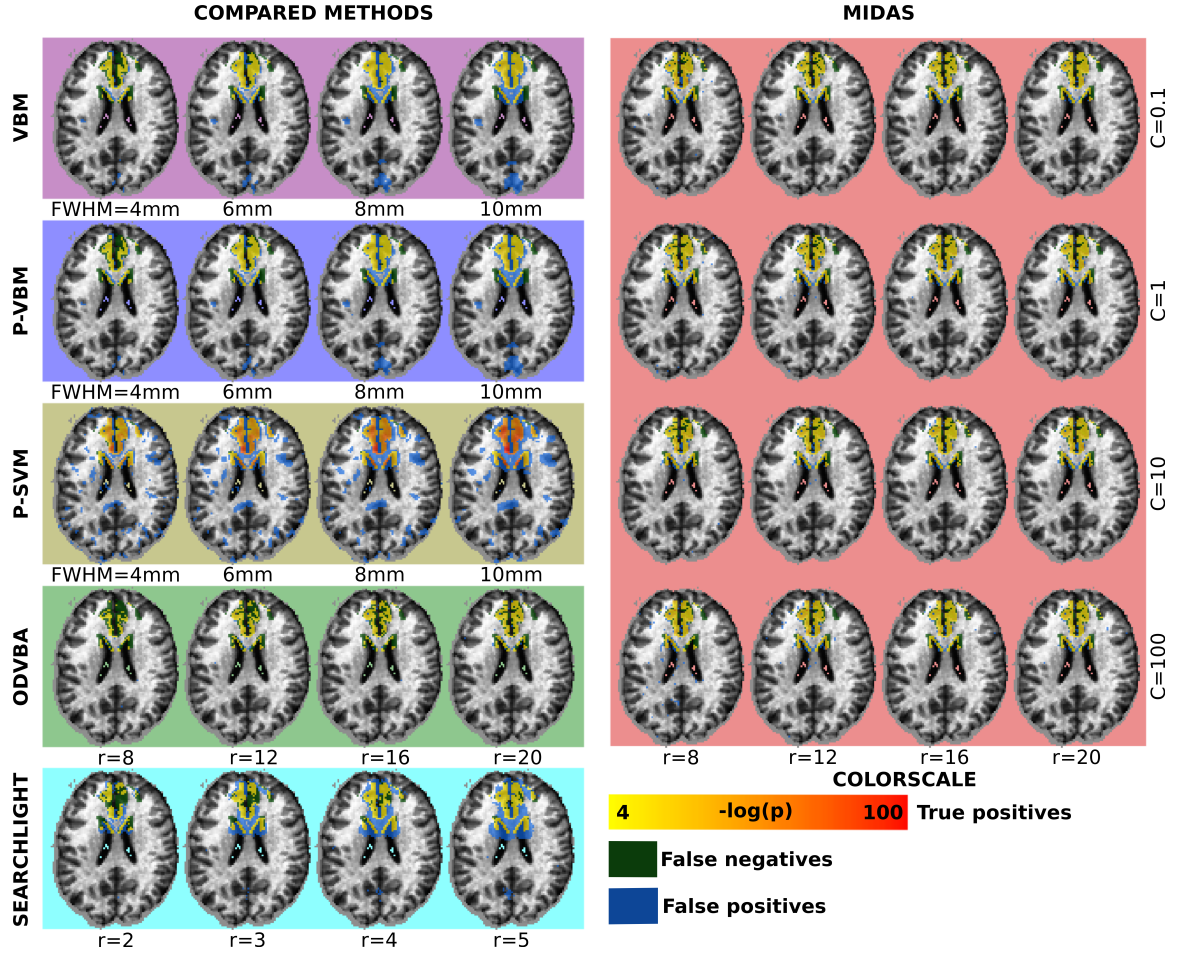 COMPARED METHODS
MIDAS
VBM
FWHM=4mm 6mm 8mm 10mm
P-VBM
FWHM=4mm 6mm 8mm 10mm
P-SVM
FWHM=4mm 6mm 8mm 10mm
ODVBA
r=8 r=12 r=16 r=20
SEARCHLIGHT
r=2 r=3 r=4 r=5
C=0.1
C=1
C=10
C=100
r=8 r=12 r=16 r=20
COLORSCALE
4 -log(p) 100 True positives
False negatives
False positives